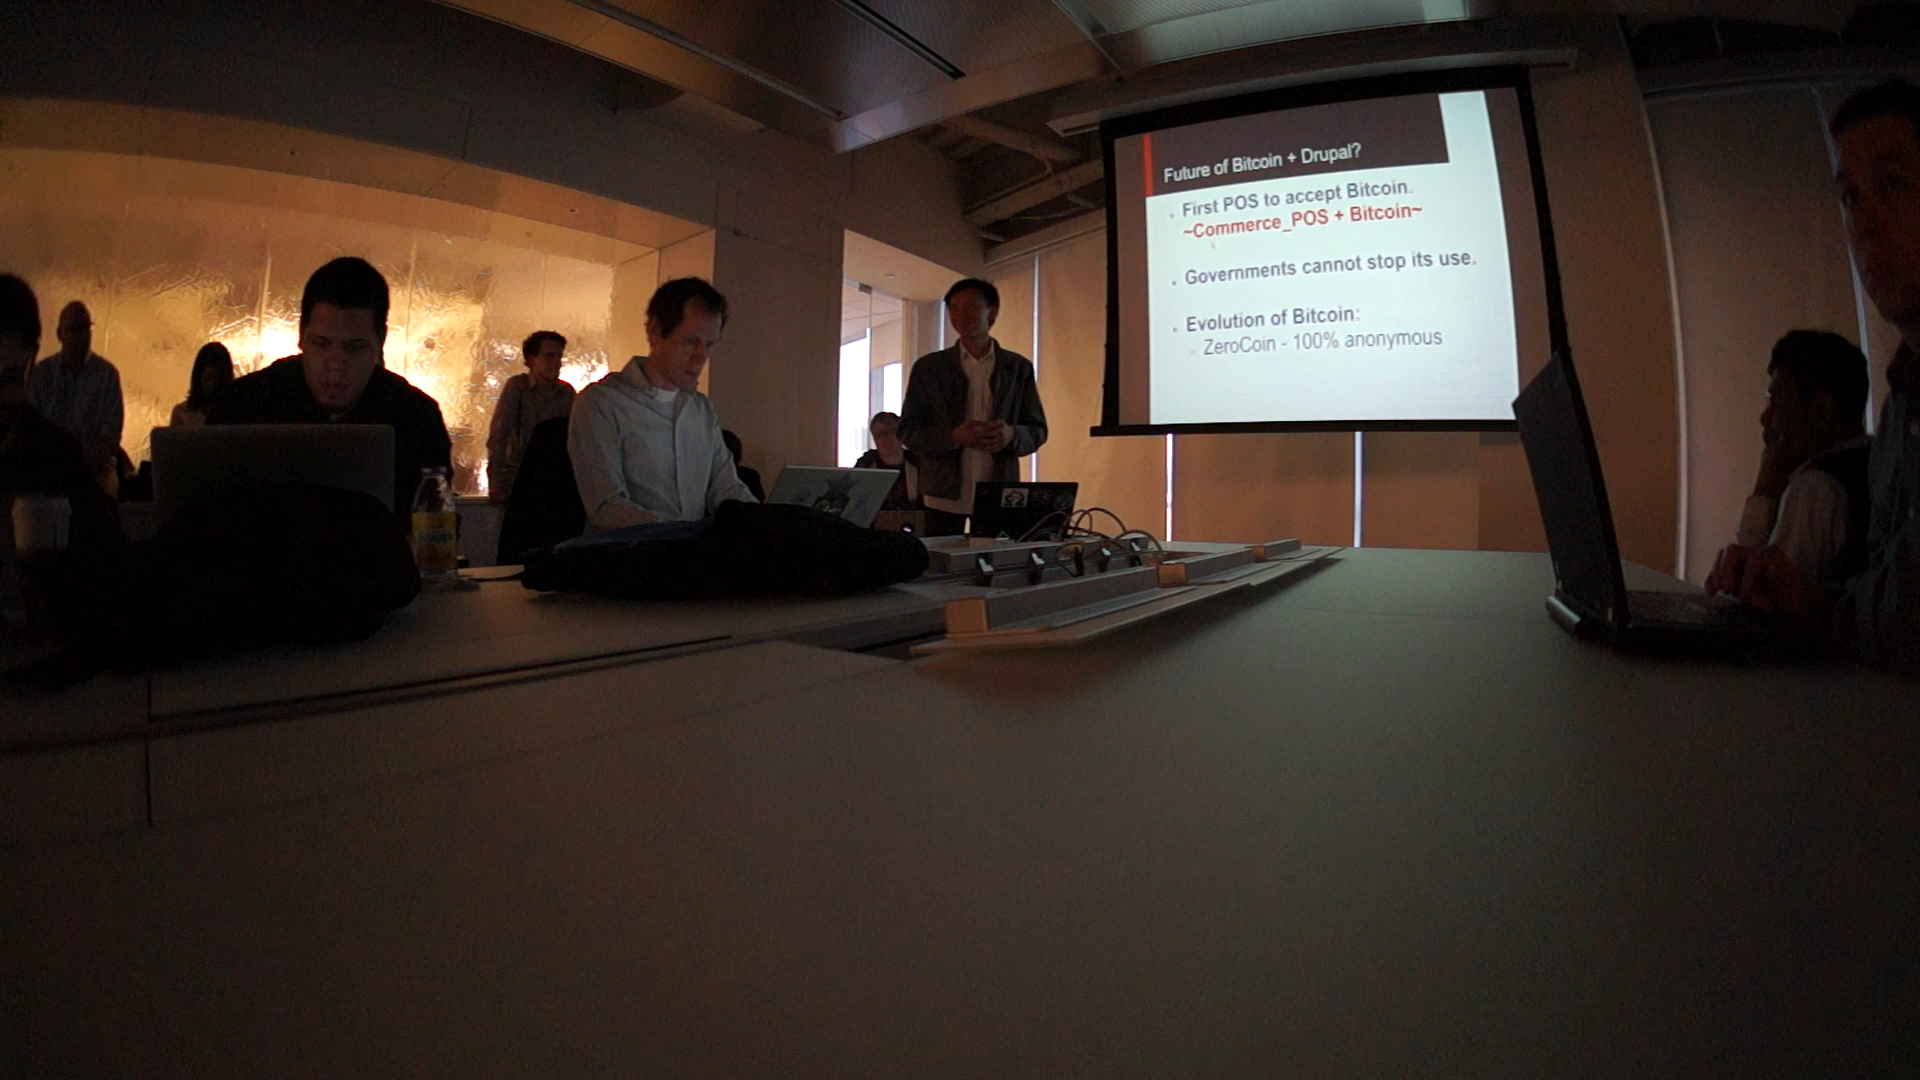 Future of Bitcoin + Drupal?
First POS to accept Bitcoin.
~Commerce_POS + Bitcoin~
Governments cannot stop its use.
Evolution of Bitcoin:
ZeroCoin - 100% anonymous